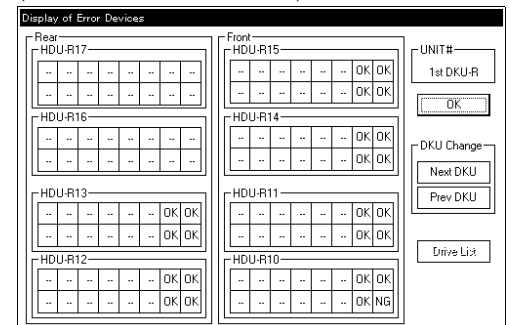 Display of Error Devices
Rear
HDU-R17
-- -- -- -- -- -- -- --
-- -- -- -- -- -- -- --
HDU-R16
-- -- -- -- -- -- -- --
-- -- -- -- -- -- -- --
HDU-R13
-- -- -- -- -- -- OK OK
-- -- -- -- -- -- OK OK
HDU-R12
-- -- -- -- -- -- OK OK
-- -- -- -- -- -- OK OK
Front
HDU-R15
-- -- -- -- -- -- OK OK
-- -- -- -- -- -- OK OK
HDU-R14
-- -- -- -- -- -- OK OK
-- -- -- -- -- -- OK OK
HDU-R11
-- -- -- -- -- -- OK OK
-- -- -- -- -- -- OK OK
HDU-R10
-- -- -- -- -- -- OK OK
-- -- -- -- -- -- OK NG
UNIT#
1st DKU-R
OK
DKU Change
Next DKU
Prev DKU
Drive List